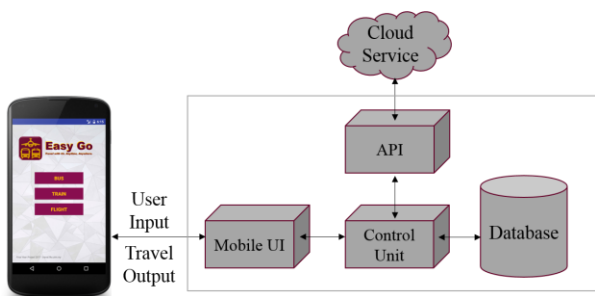 Cloud
Service
Easy Go
API
BUS
TRAIN
FLIGHT
User
Input
Travel
Output
Mobile UI
Control
Unit
Database